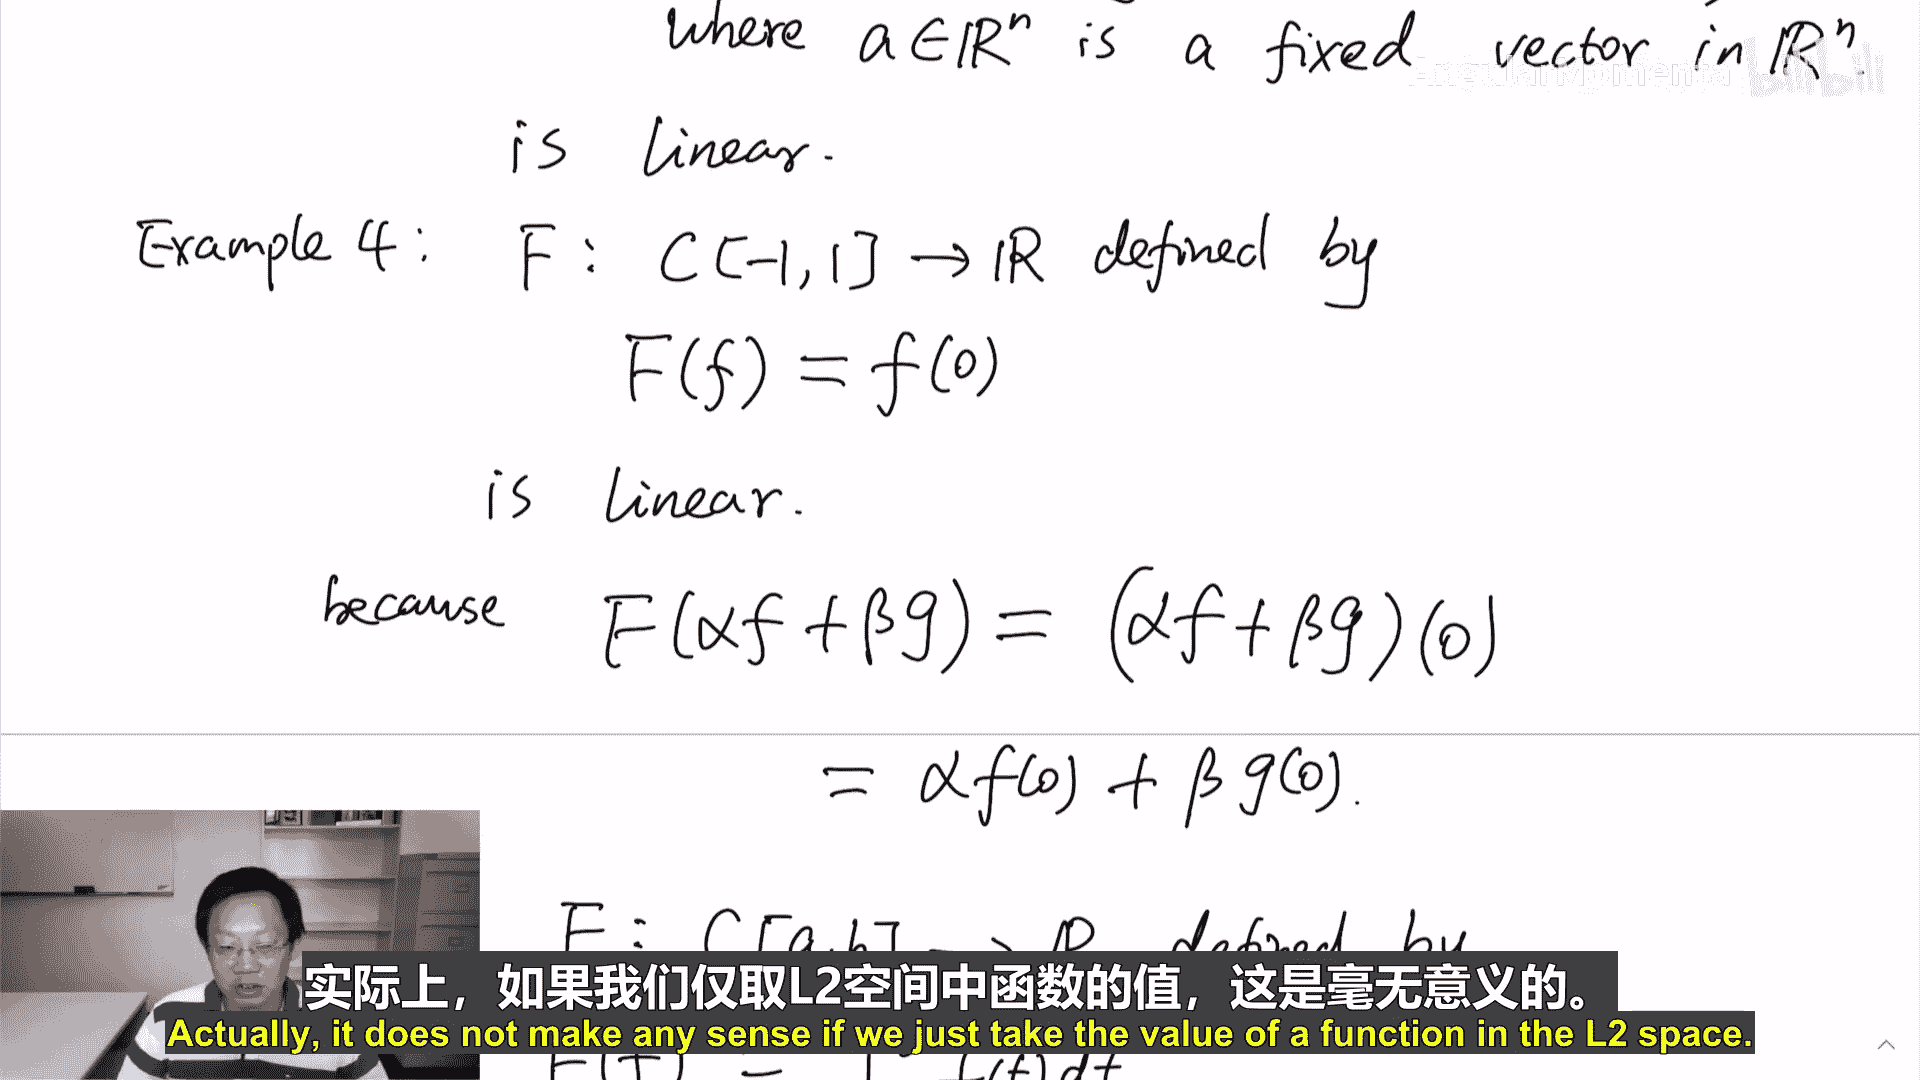 where a ∈ ℝⁿ is a fixed vector in ℝⁿ.
is linear.
Example 4: F : C[-1, 1] → ℝ defined by
F(f) = f(0)
is linear.
because F(αf + βg) = (αf + βg)(0)
= αf(0) + βg(0).
F : C[a,b] → ℝ defined by
实际上，如果我们仅取L2空间中函数的值，这是毫无意义的。
Actually, it does not make any sense if we just take the value of a function in the L2 space.
F(f) = f(t)dt